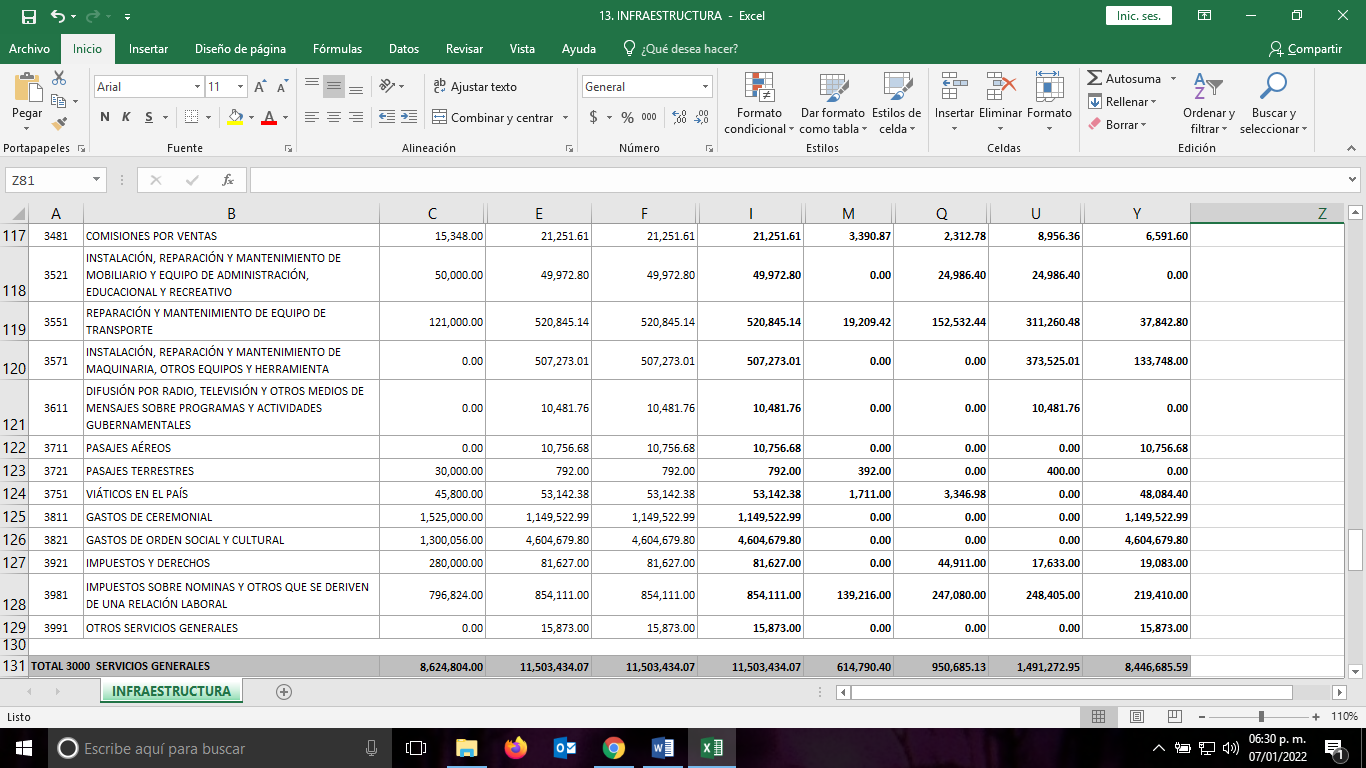 13. INFRAESTRUCTURA - Excel
Inic. ses.
Archivo Inicio Insertar Diseño de página Fórmulas Datos Revisar Vista Ayuda ¿Qué desea hacer? Compartir
Pegar
Arial 11
N K S
Ajustar texto
Combinar y centrar
General
$ % 000
Formato condicional
Dar formato como tabla
Estilos de celda
Insertar Eliminar Formato
Autosuma
Rellenar
Borrar
Ordenar y filtrar
Buscar y seleccionar
Portapapeles Fuente Alineación Número Estilos Celdas Edición
Z81 fx
A B C E F I M Q U Y Z
117 3481 COMISIONES POR VENTAS 15,348.00 21,251.61 21,251.61 21,251.61 3,390.87 2,312.78 8,956.36 6,591.60
118 3521 INSTALACIÓN, REPARACIÓN Y MANTENIMIENTO DE
MOBILIARIO Y EQUIPO DE ADMINISTRACIÓN,
EDUCACIONAL Y RECREATIVO 50,000.00 49,972.80 49,972.80 49,972.80 0.00 24,986.40 24,986.40 0.00
119 3551 REPARACIÓN Y MANTENIMIENTO DE EQUIPO DE
TRANSPORTE 121,000.00 520,845.14 520,845.14 520,845.14 19,209.42 152,532.44 311,260.48 37,842.80
120 3571 INSTALACIÓN, REPARACIÓN Y MANTENIMIENTO DE
MAQUINARIA, OTROS EQUIPOS Y HERRAMIENTA 0.00 507,273.01 507,273.01 507,273.01 0.00 0.00 373,525.01 133,748.00
121 3611 DIFUSIÓN POR RADIO, TELEVISIÓN Y OTROS MEDIOS DE
MENSAJES SOBRE PROGRAMAS Y ACTIVIDADES
GUBERNAMENTALES 0.00 10,481.76 10,481.76 10,481.76 0.00 0.00 10,481.76 0.00
122 3711 PASAJES AÉREOS 0.00 10,756.68 10,756.68 10,756.68 0.00 0.00 0.00 10,756.68
123 3721 PASAJES TERRESTRES 30,000.00 792.00 792.00 792.00 392.00 0.00 400.00 0.00
124 3751 VIÁTICOS EN EL PAÍS 45,800.00 53,142.38 53,142.38 53,142.38 1,711.00 3,346.98 0.00 48,084.40
125 3811 GASTOS DE CEREMONIAL 1,525,000.00 1,149,522.99 1,149,522.99 1,149,522.99 0.00 0.00 0.00 1,149,522.99
126 3821 GASTOS DE ORDEN SOCIAL Y CULTURAL 1,300,056.00 4,604,679.80 4,604,679.80 4,604,679.80 0.00 0.00 0.00 4,604,679.80
127 3921 IMPUESTOS Y DERECHOS 280,000.00 81,627.00 81,627.00 81,627.00 0.00 44,911.00 17,633.00 19,083.00
128 3981 IMPUESTOS SOBRE NOMINAS Y OTROS QUE SE DERIVEN
DE UNA RELACIÓN LABORAL 796,824.00 854,111.00 854,111.00 854,111.00 139,216.00 247,080.00 248,405.00 219,410.00
129 3991 OTROS SERVICIOS GENERALES 0.00 15,873.00 15,873.00 15,873.00 0.00 0.00 0.00 15,873.00
130
131 TOTAL 3000 SERVICIOS GENERALES 8,624,804.00 11,503,434.07 11,503,434.07 11,503,434.07 614,790.40 950,685.13 1,491,272.95 8,446,685.59
INFRAESTRUCTURA
Listo 110%
Escribe aquí para buscar
06:30 p. m.
07/01/2022
1